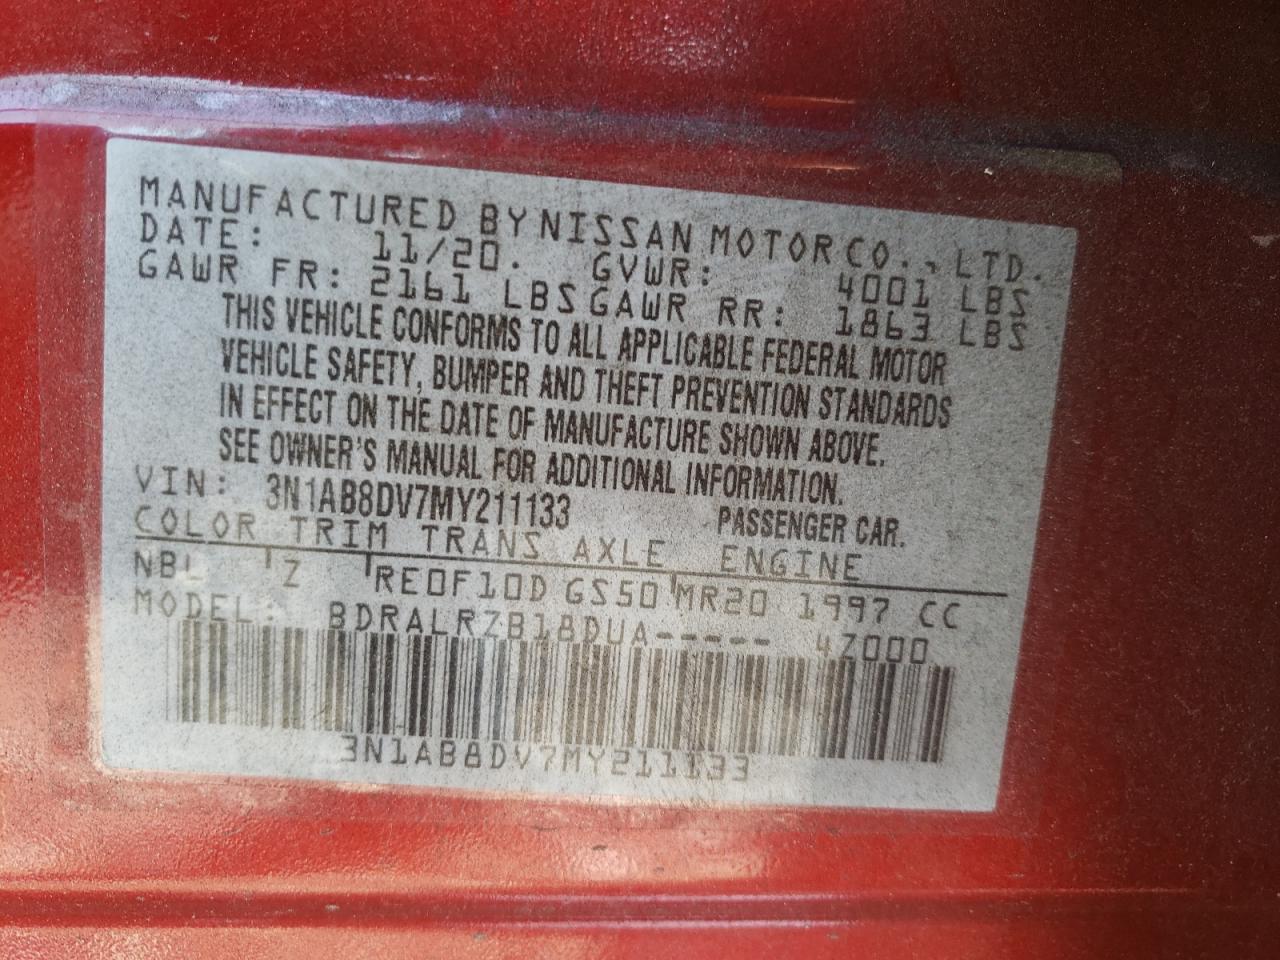 MANUFACTURED BY NISSAN MOTOR CO., LTD.
DATE: 11/20. GVWR: 4001 LBS
GAWR FR: 2161 LBS GAWR RR: 1863 LBS
THIS VEHICLE CONFORMS TO ALL APPLICABLE FEDERAL MOTOR
VEHICLE SAFETY, BUMPER AND THEFT PREVENTION STANDARDS
IN EFFECT ON THE DATE OF MANUFACTURE SHOWN ABOVE.
SEE OWNER'S MANUAL FOR ADDITIONAL INFORMATION.
VIN: 3N1AB8DV7MY211133 PASSENGER CAR.
COLOR TRIM TRANS AXLE ENGINE
NBL Z RE0F10D GS50 MR20 1997 CC
MODEL: BDRALRZB18DUA----- 4Z000
3N1AB8DV7MY211133